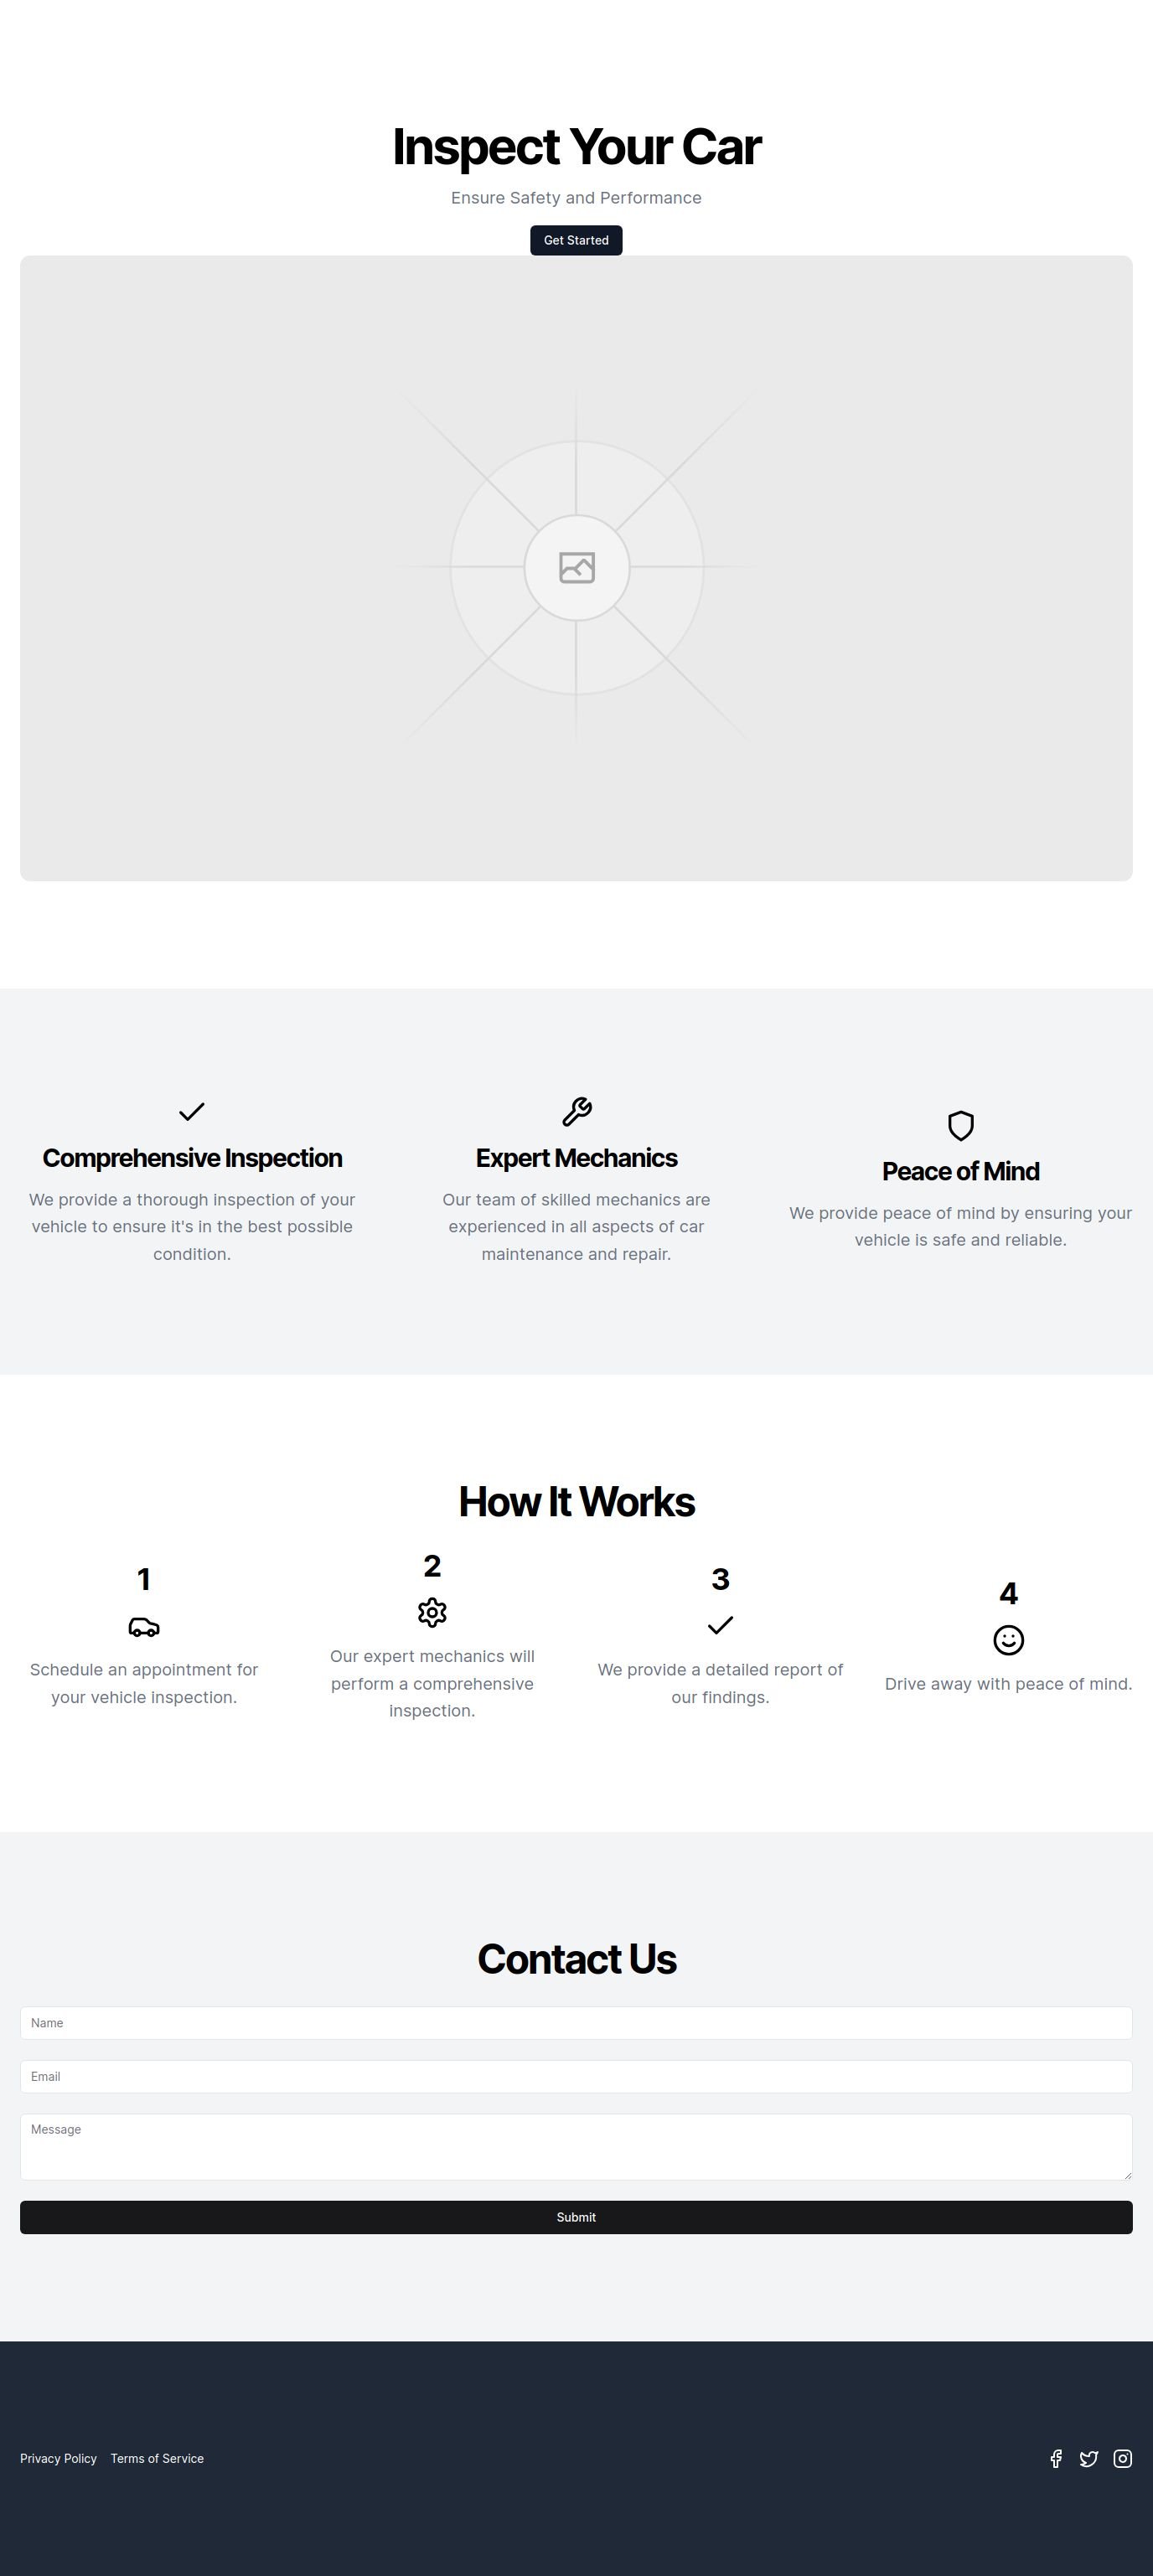 Inspect Your Car
Ensure Safety and Performance
Get Started
Comprehensive Inspection
We provide a thorough inspection of your
vehicle to ensure it's in the best possible
condition.
Expert Mechanics
Our team of skilled mechanics are
experienced in all aspects of car
maintenance and repair.
Peace of Mind
We provide peace of mind by ensuring your
vehicle is safe and reliable.
How It Works
1
Schedule an appointment for
your vehicle inspection.
2
Our expert mechanics will
perform a comprehensive
inspection.
3
We provide a detailed report of
our findings.
4
Drive away with peace of mind.
Contact Us
Name
Email
Message
Submit
Privacy Policy
Terms of Service